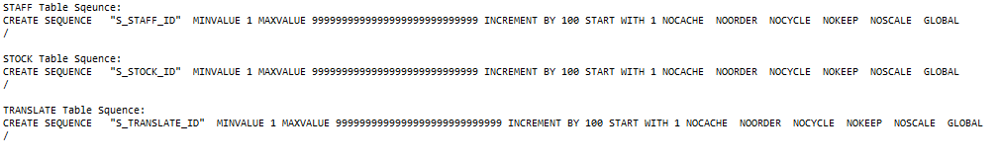 STAFF Table Sqeunce:
CREATE SEQUENCE   "S_STAFF_ID"  MINVALUE 1 MAXVALUE 9999999999999999999999999999 INCREMENT BY 100 START WITH 1 NOCACHE  NOORDER  NOCYCLE  NOKEEP  NOSCALE  GLOBAL
/
STOCK Table Squence:
CREATE SEQUENCE   "S_STOCK_ID"  MINVALUE 1 MAXVALUE 9999999999999999999999999999 INCREMENT BY 100 START WITH 1 NOCACHE  NOORDER  NOCYCLE  NOKEEP  NOSCALE  GLOBAL
/
TRANSLATE Table Squence:
CREATE SEQUENCE   "S_TRANSLATE_ID"  MINVALUE 1 MAXVALUE 9999999999999999999999999999 INCREMENT BY 100 START WITH 1 NOCACHE  NOORDER  NOCYCLE  NOKEEP  NOSCALE  GLOBAL
/